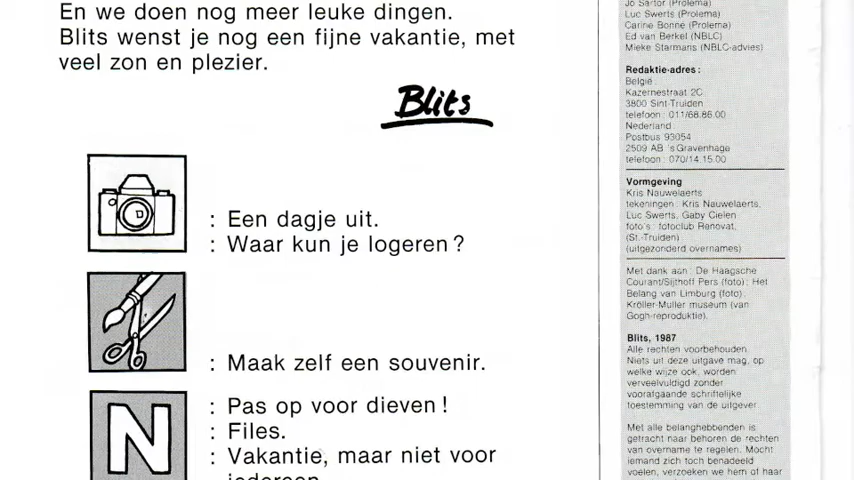 En we doen nog meer leuke dingen.
Blits wenst je nog een fijne vakantie, met
veel zon en plezier.
Blits
: Een dagje uit.
: Waar kun je logeren ?
: Maak zelf een souvenir.
N
: Pas op voor dieven !
: Files.
: Vakantie, maar niet voor
iedereen
Jo Sartor (Prolema)
Luc Swerts (Prolema)
Carine Bonné (Prolema)
Ed van Berkel (NBLC)
Mieke Starmans (NBLC-advies)
Redaktie-adres :
België :
Kazernestraat 2C
3800 Sint-Truiden
telefoon : 011/68.86.00
Nederland :
Postbus 93054
2509 AB 's Gravenhage
telefoon : 070/14.15.00
Vormgeving
Kris Nauwelaerts
tekeningen : Kris Nauwelaerts,
Luc Swerts, Gaby Cielen
foto's : fotoclub Renovat,
(St.-Truiden)
(uitgezonderd overnames)
Met dank aan : De Haagsche
Courant/Sijthoff Pers (foto) ; Het
Belang van Limburg (foto),
Kröller-Müller museum (van
Gogh-reproduktie).
Blits, 1987
Alle rechten voorbehouden.
Niets uit deze uitgave mag, op
welke wijze ook, worden
verveelvuldigd zonder
voorafgaande schriftelijke
toestemming van de uitgever.
Met alle belanghebbenden is
getracht naar behoren de rechten
van overname te regelen. Mocht
iemand zich toch benadeeld
voelen, verzoeken we hem of haar